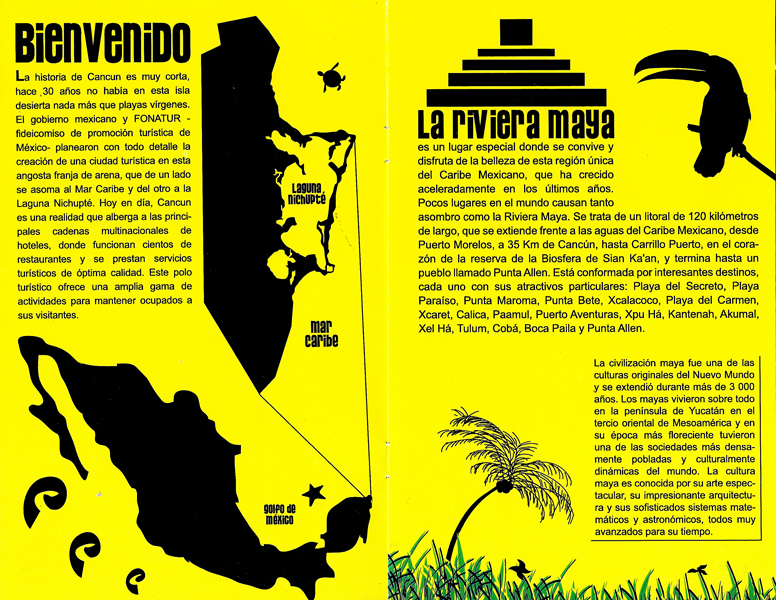 Bienvenido
La historia de Cancun es muy corta,
hace 30 años no había en esta isla
desierta nada más que playas vírgenes.
El gobierno mexicano y FONATUR -
fideicomiso de promoción turística de
México- planearon con todo detalle la
creación de una ciudad turística en esta
angosta franja de arena, que de un lado
se asoma al Mar Caribe y del otro a la
Laguna Nichupté. Hoy en día, Cancun
es una realidad que alberga a las princi-
pales cadenas multinacionales de
hoteles, donde funcionan cientos de
restaurantes y se prestan servicios
turísticos de óptima calidad. Este polo
turístico ofrece una amplia gama de
actividades para mantener ocupados a
sus visitantes.
Laguna
Nichupté
Mar
Caribe
golfo de
méxico
La riviera maya
es un lugar especial donde se convive y
disfruta de la belleza de esta región única
del Caribe Mexicano, que ha crecido
aceleradamente en los últimos años.
Pocos lugares en el mundo causan tanto
asombro como la Riviera Maya. Se trata de un litoral de 120 kilómetros
de largo, que se extiende frente a las aguas del Caribe Mexicano, desde
Puerto Morelos, a 35 Km de Cancún, hasta Carrillo Puerto, en el cora-
zón de la reserva de la Biosfera de Sian Ka'an, y termina hasta un
pueblo llamado Punta Allen. Está conformada por interesantes destinos,
cada uno con sus atractivos particulares: Playa del Secreto, Playa
Paraíso, Punta Maroma, Punta Bete, Xcalacoco, Playa del Carmen,
Xcaret, Calica, Paamul, Puerto Aventuras, Xpu Há, Kantenah, Akumal,
Xel Há, Tulum, Cobá, Boca Paila y Punta Allen.
La civilización maya fue una de las
culturas originales del Nuevo Mundo
y se extendió durante más de 3 000
años. Los mayas vivieron sobre todo
en la península de Yucatán en el
tercio oriental de Mesoamérica y en
su época más floreciente tuvieron
una de las sociedades más densa-
mente pobladas y culturalmente
dinámicas del mundo. La cultura
maya es conocida por su arte espec-
tacular, su impresionante arquitectu-
ra y sus sofisticados sistemas mate-
máticos y astronómicos, todos muy
avanzados para su tiempo.